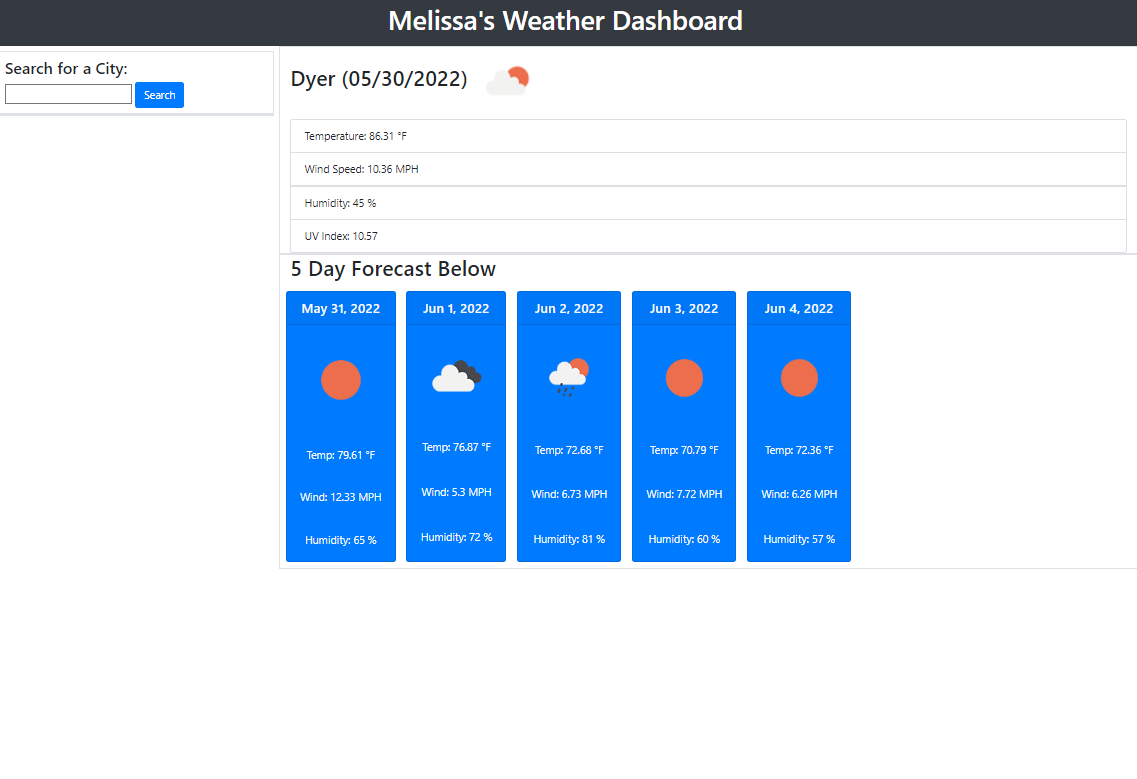 Melissa's Weather Dashboard
Search for a City:
Search
Dyer (05/30/2022)
Temperature: 86.31 °F
Wind Speed: 10.36 MPH
Humidity: 45 %
UV Index: 10.57
5 Day Forecast Below
May 31, 2022
Temp: 79.61 °F
Wind: 12.33 MPH
Humidity: 65 %
Jun 1, 2022
Temp: 76.87 °F
Wind: 5.3 MPH
Humidity: 72 %
Jun 2, 2022
Temp: 72.68 °F
Wind: 6.73 MPH
Humidity: 81 %
Jun 3, 2022
Temp: 70.79 °F
Wind: 7.72 MPH
Humidity: 60 %
Jun 4, 2022
Temp: 72.36 °F
Wind: 6.26 MPH
Humidity: 57 %